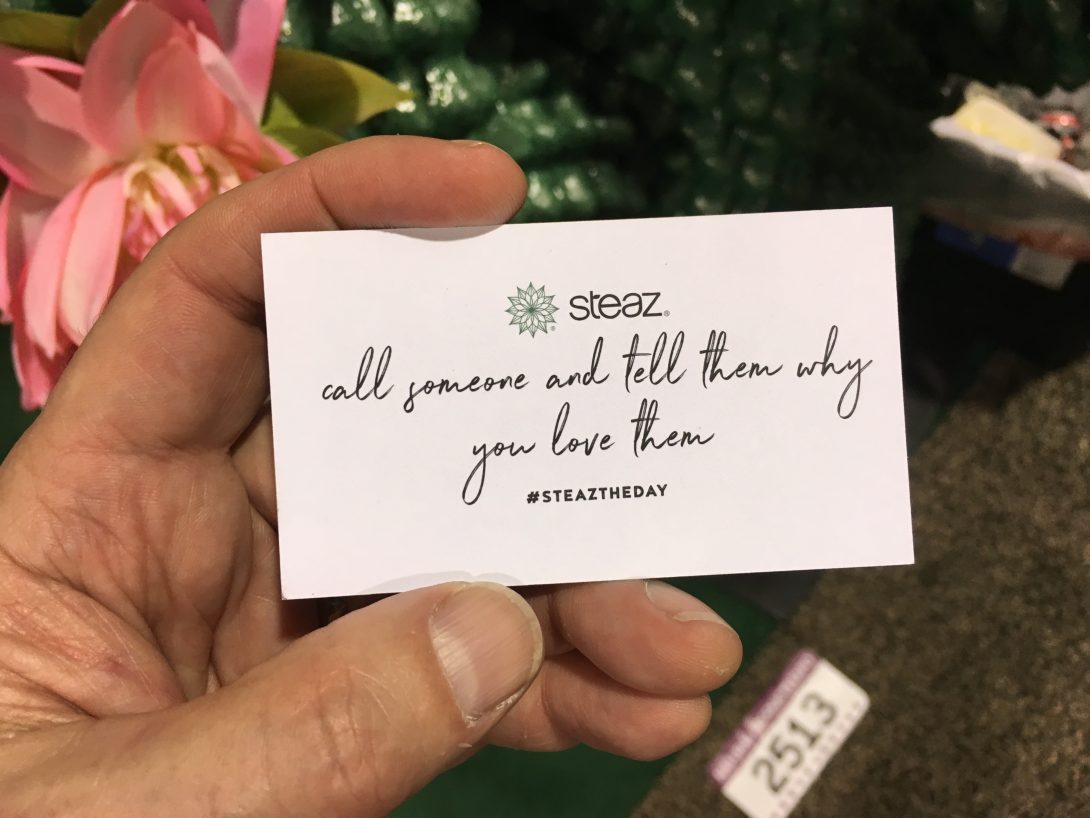 steaz®
call someone and tell them why
you love them
#STEAZTHEDAY
2513